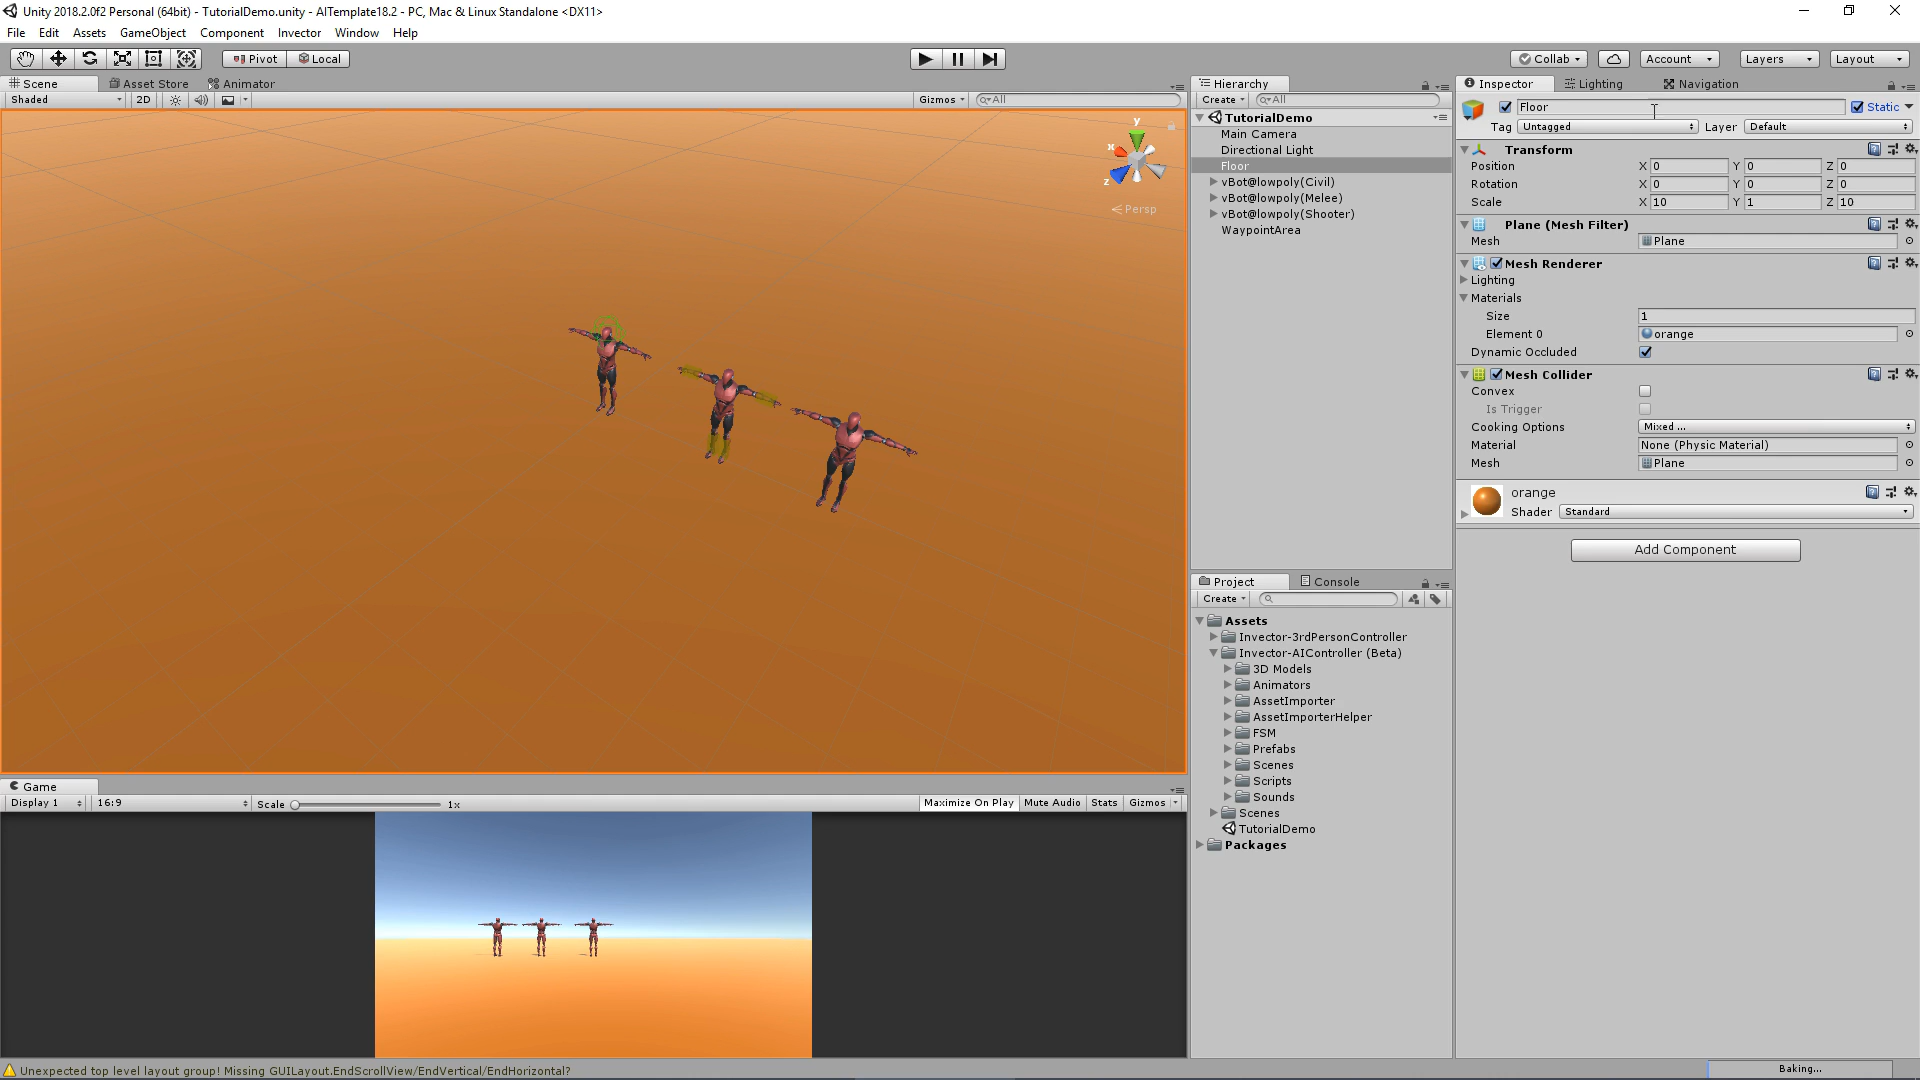 Unity 2018.2.0f2 Personal (64bit) - TutorialDemo.unity - AITemplate18.2 - PC, Mac & Linux Standalone <DX11>
File Edit Assets GameObject Component Invector Window Help
Pivot Local Collab Account Layers Layout
Scene Asset Store Animator
Shaded 2D Gizmos All
y
x
z
Persp
Game
Display 1 16:9 Scale 1x Maximize On Play Mute Audio Stats Gizmos
Hierarchy
Create All
TutorialDemo
Main Camera
Directional Light
Floor
vBot@lowpoly(Civil)
vBot@lowpoly(Melee)
vBot@lowpoly(Shooter)
WaypointArea
Project Console
Create
Assets
Invector-3rdPersonController
Invector-AIController (Beta)
3D Models
Animators
AssetImporter
AssetImporterHelper
FSM
Prefabs
Scenes
Scripts
Sounds
Scenes
TutorialDemo
Packages
Inspector Lighting Navigation
Floor Static
Tag Untagged Layer Default
Transform
Position X 0 Y 0 Z 0
Rotation X 0 Y 0 Z 0
Scale X 10 Y 1 Z 10
Plane (Mesh Filter)
Mesh Plane
Mesh Renderer
Lighting
Materials
Size 1
Element 0 orange
Dynamic Occluded
Mesh Collider
Convex
Is Trigger
Cooking Options Mixed ...
Material None (Physic Material)
Mesh Plane
orange
Shader Standard
Add Component
Unexpected top level layout group! Missing GUILayout.EndScrollView/EndVertical/EndHorizontal?
Baking...